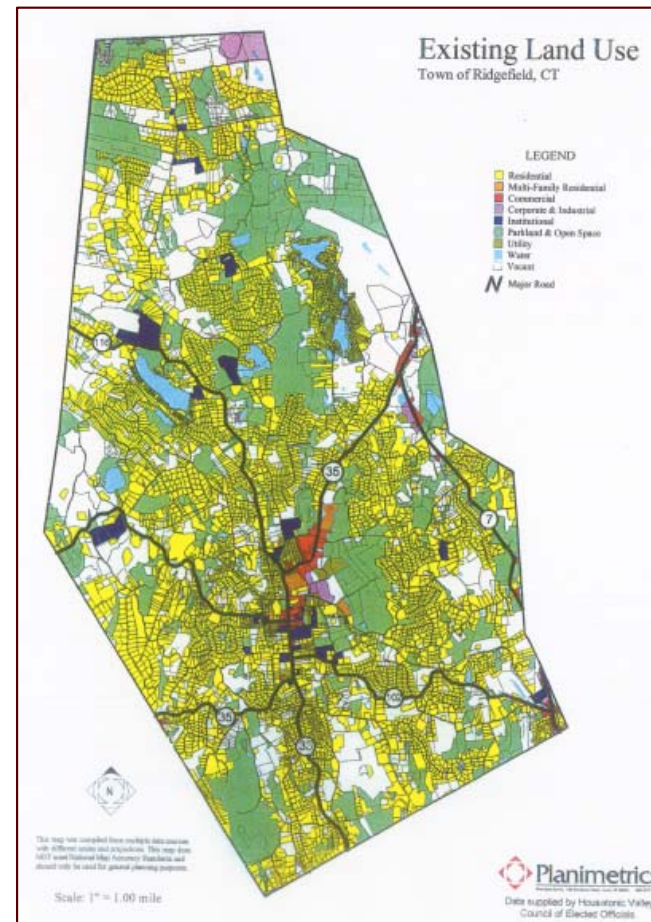 Existing Land Use
Town of Ridgefield, CT
LEGEND
Residential
Multi-Family Residential
Commercial
Corporate & Industrial
Institutional
Parkland & Open Space
Utility
Water
Vacant
Major Road
116
35
7
35
33
N
This map was compiled from multiple data sources
with different scales and projections. This map does
NOT meet National Map Accuracy Standards and
should only be used for general planning purposes.
Scale: 1" = 1.00 mile
Planimetrics
Data supplied by Housatonic Valley
Council of Elected Officials